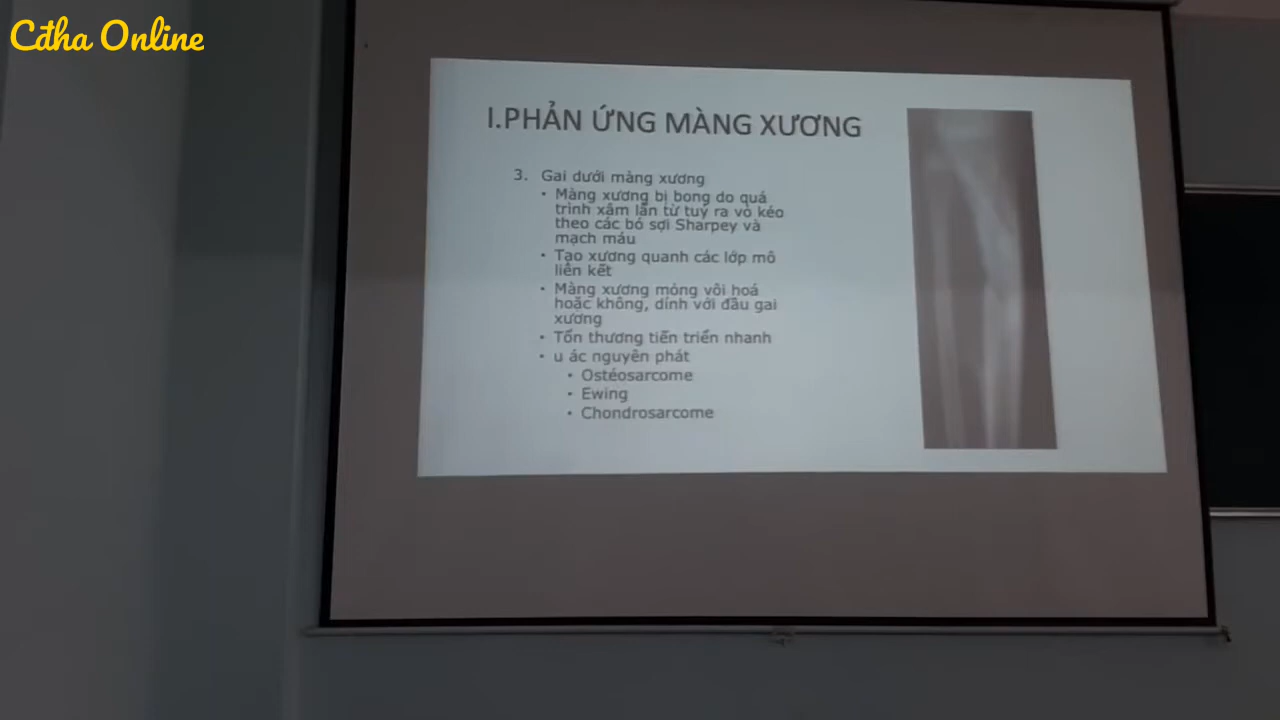 Cđha Online
I.PHẢN ỨNG MÀNG XƯƠNG
3. Gai dưới màng xương
• Màng xương bị bong do quá
trình xâm lấn từ tuỷ ra vỏ kéo
theo các bó sợi Sharpey và
mạch máu
• Tạo xương quanh các lớp mô
liên kết
• Màng xương mỏng vôi hoá
hoặc không, dính với đầu gai
xương
• Tổn thương tiến triển nhanh
• u ác nguyên phát
• Ostéosarcome
• Ewing
• Chondrosarcome